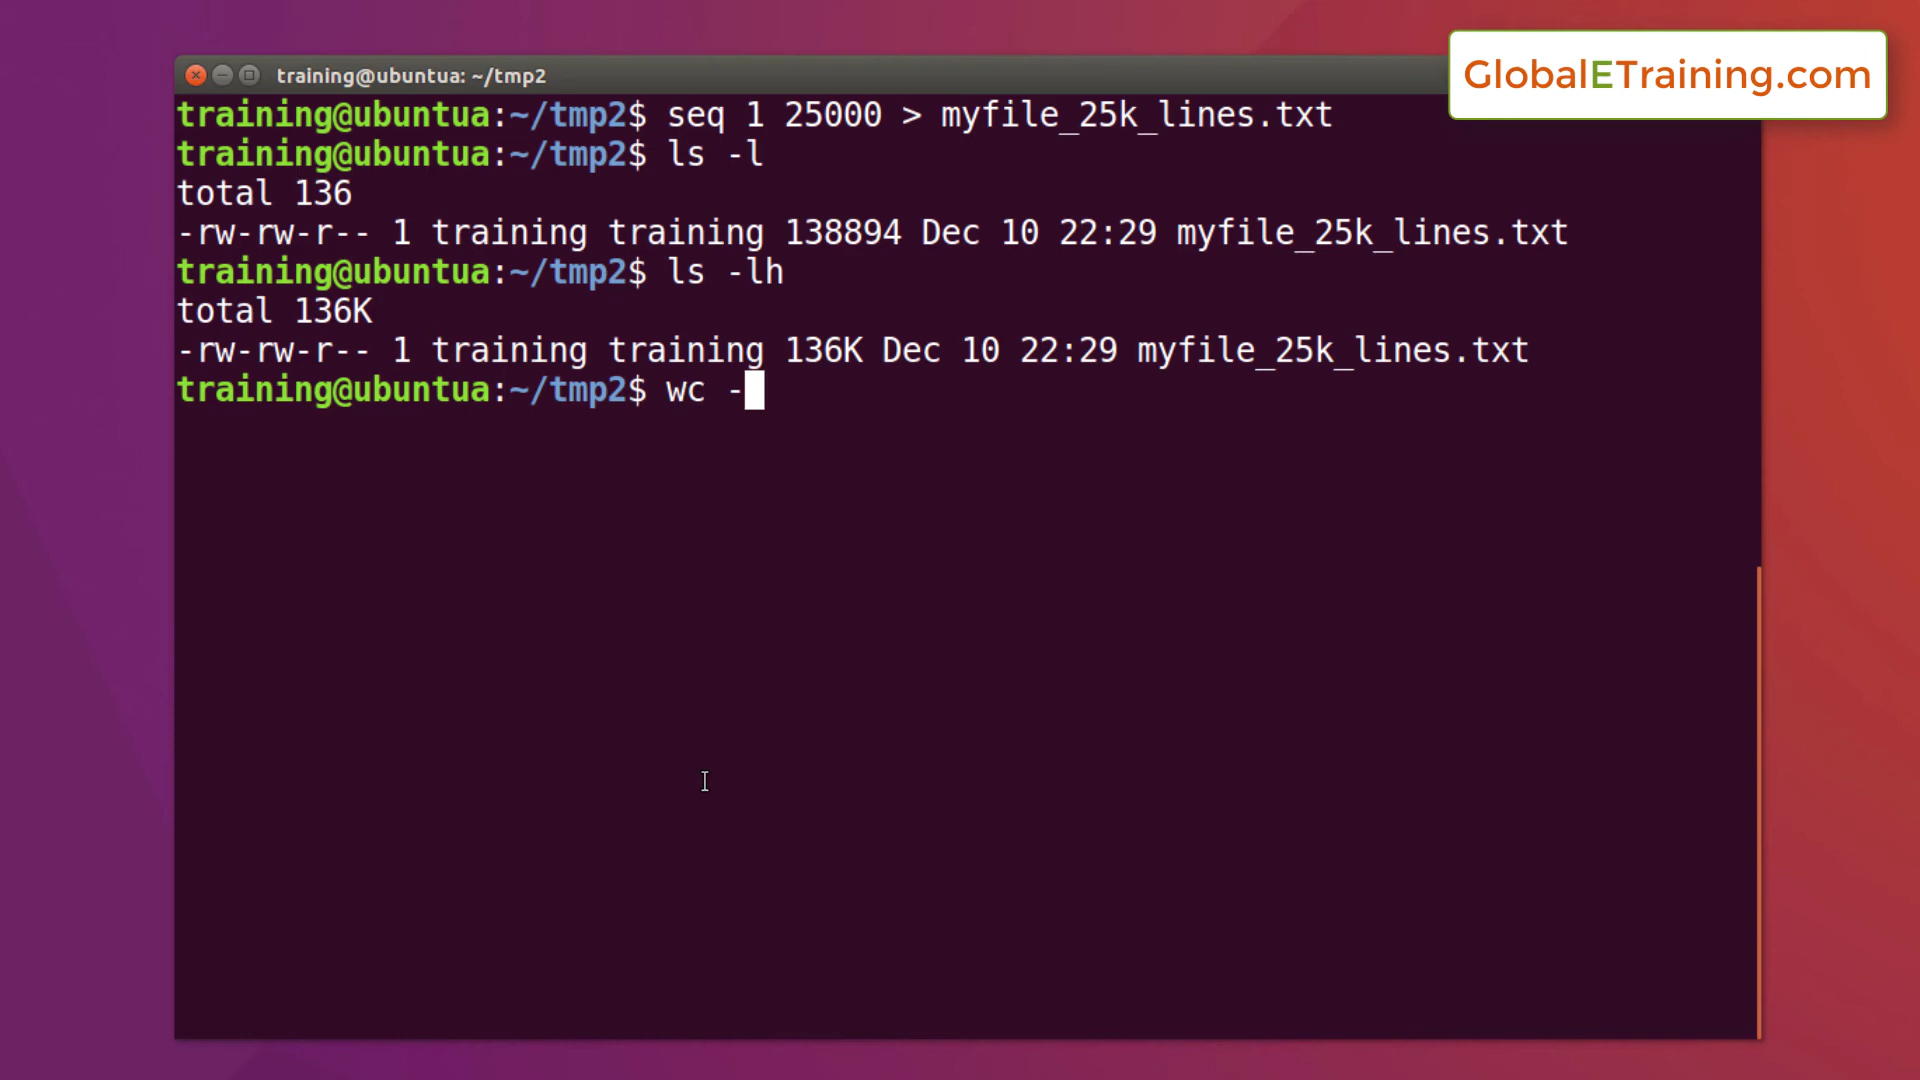 GlobalETraining.com
training@ubuntua: ~/tmp2
training@ubuntua:~/tmp2$ seq 1 25000 > myfile_25k_lines.txt
training@ubuntua:~/tmp2$ ls -l
total 136
-rw-rw-r-- 1 training training 138894 Dec 10 22:29 myfile_25k_lines.txt
training@ubuntua:~/tmp2$ ls -lh
total 136K
-rw-rw-r-- 1 training training 136K Dec 10 22:29 myfile_25k_lines.txt
training@ubuntua:~/tmp2$ wc -